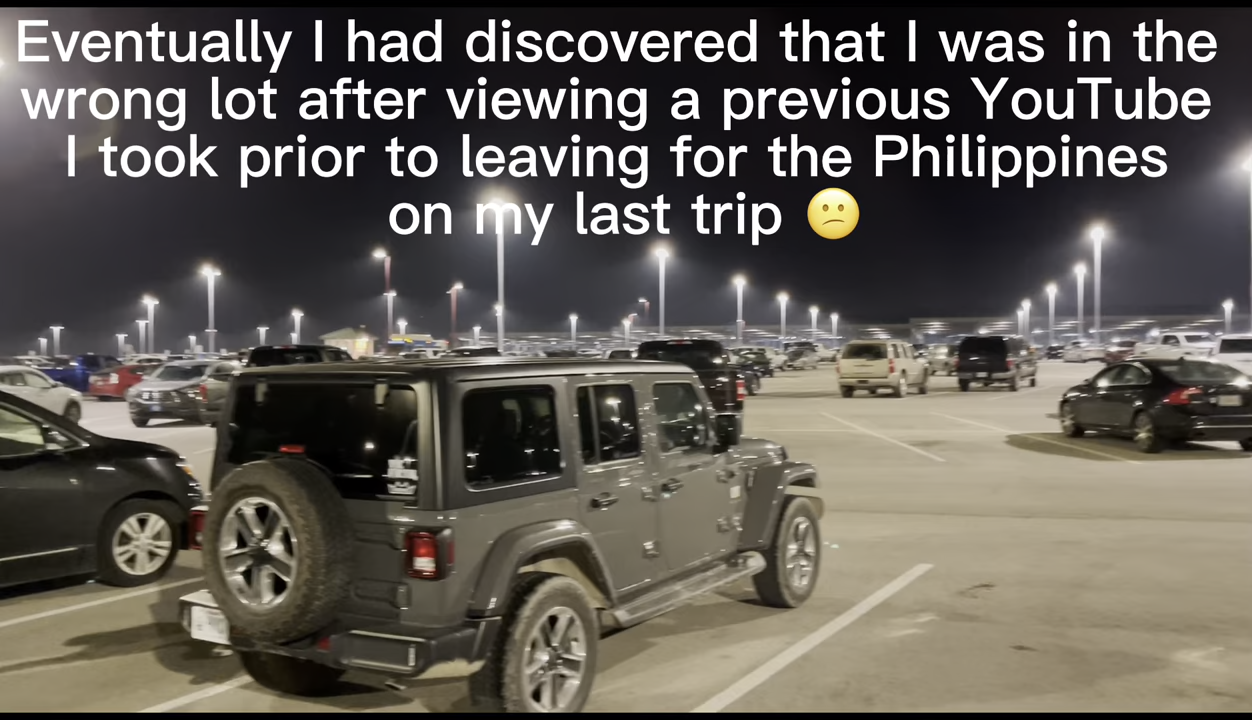 Eventually I had discovered that I was in the
wrong lot after viewing a previous YouTube
I took prior to leaving for the Philippines
on my last trip 😕